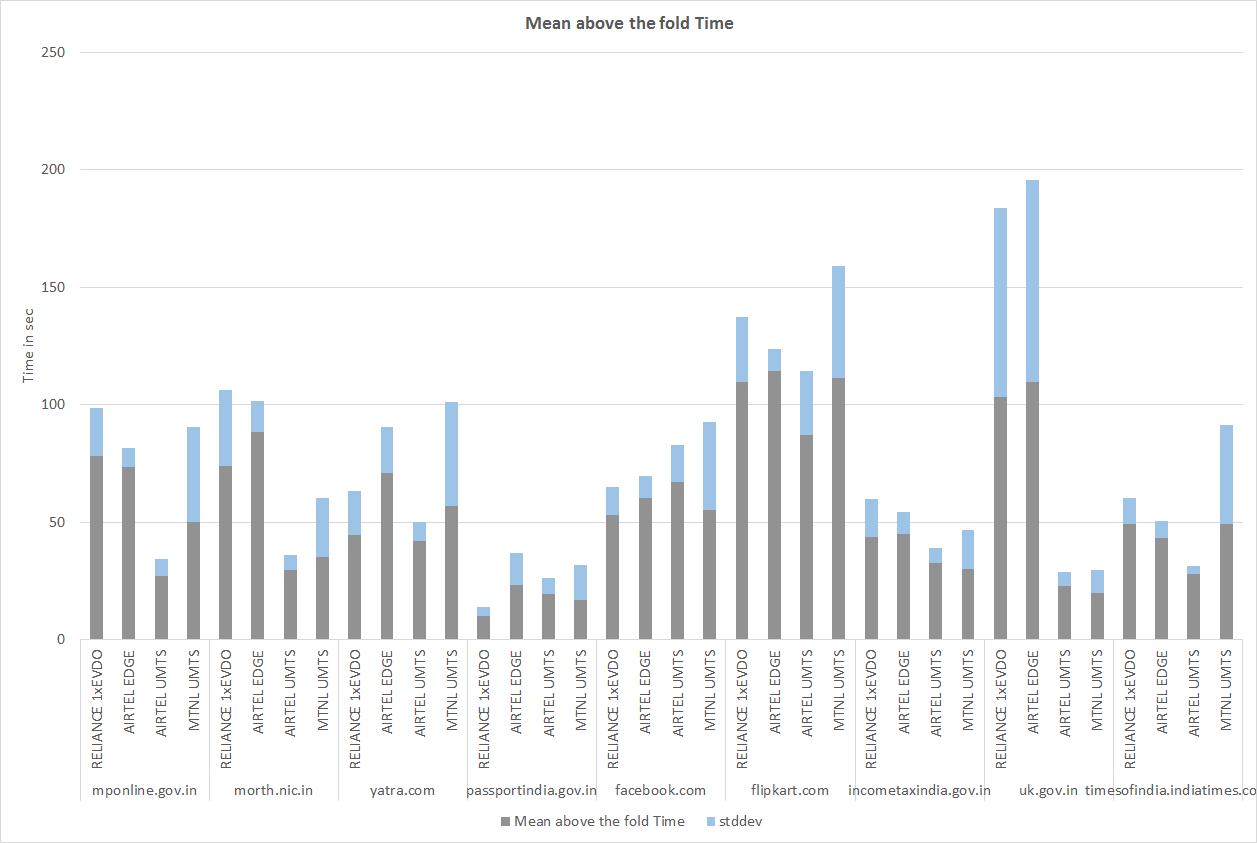 Mean above the fold Time
250
200
150
100
50
0
Time in sec
RELIANCE 1xEVDO
AIRTEL EDGE
AIRTEL UMTS
MTNL UMTS
RELIANCE 1xEVDO
AIRTEL EDGE
AIRTEL UMTS
MTNL UMTS
RELIANCE 1xEVDO
AIRTEL EDGE
AIRTEL UMTS
MTNL UMTS
RELIANCE 1xEVDO
AIRTEL EDGE
AIRTEL UMTS
MTNL UMTS
RELIANCE 1xEVDO
AIRTEL EDGE
AIRTEL UMTS
MTNL UMTS
RELIANCE 1xEVDO
AIRTEL EDGE
AIRTEL UMTS
MTNL UMTS
RELIANCE 1xEVDO
AIRTEL EDGE
AIRTEL UMTS
MTNL UMTS
RELIANCE 1xEVDO
AIRTEL EDGE
AIRTEL UMTS
MTNL UMTS
RELIANCE 1xEVDO
AIRTEL EDGE
AIRTEL UMTS
MTNL UMTS
mponline.gov.in
morth.nic.in
yatra.com
passportindia.gov.in
facebook.com
flipkart.com
incometaxindia.gov.in
uk.gov.in
timesofindia.indiatimes.co
Mean above the fold Time
stddev